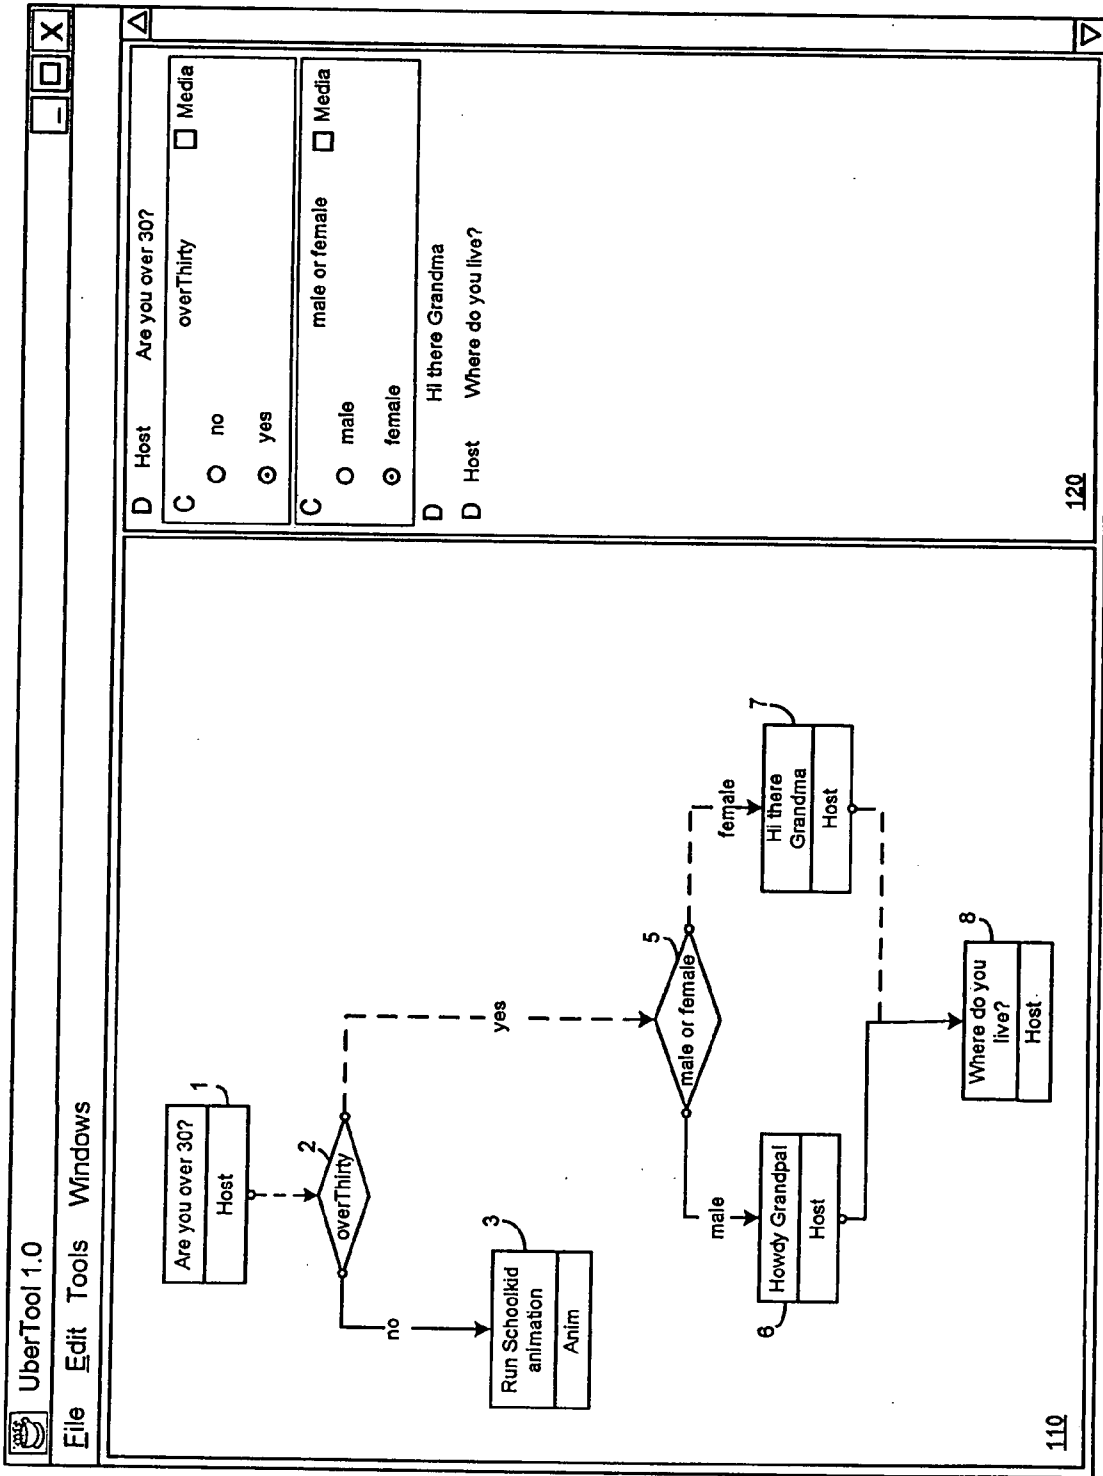 UberTool 1.0
File Edit Tools Windows
Are you over 30?
Host
1
overThirty
2
no
yes
Run Schoolkid
animation
Anim
3
male or female
5
male
female
Howdy Grandpal
Host
6
Hi there
Grandma
Host
7
Where do you
live?
Host
8
110
D Host Are you over 30?
C overThirty Media
no
yes
C male or female Media
male
female
D Hi there Grandma
D Host Where do you live?
120